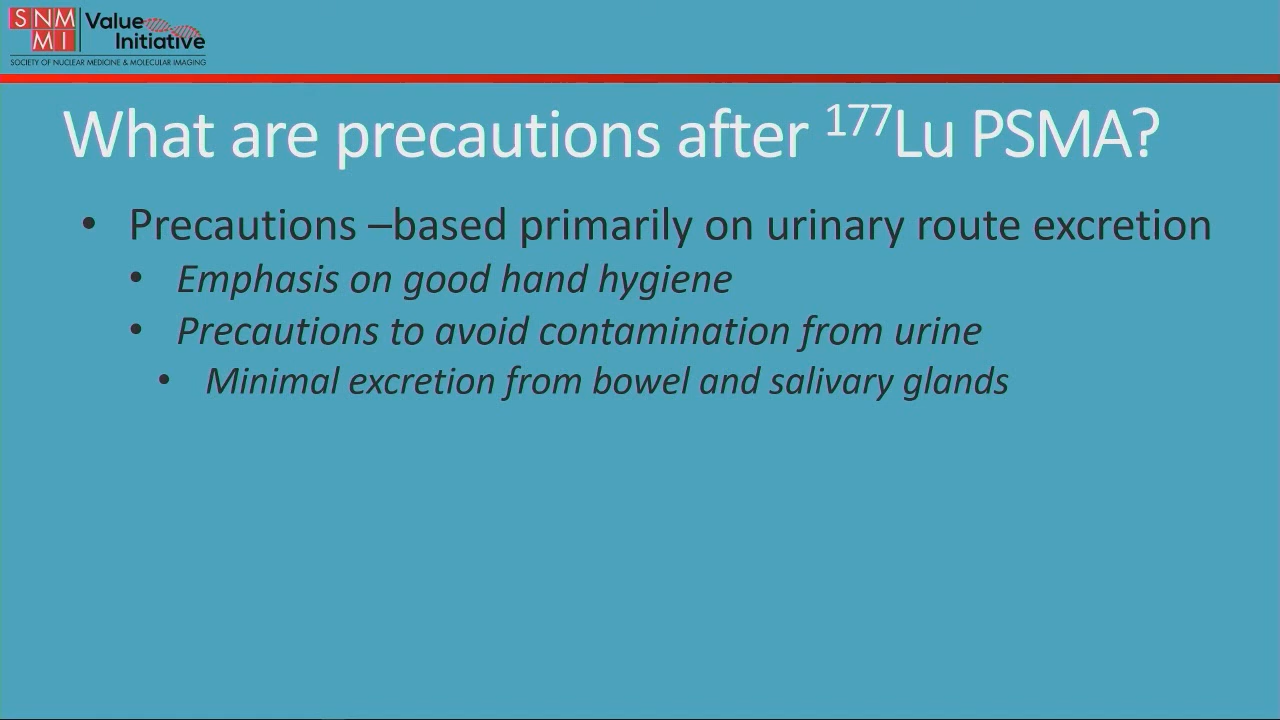 SNM
MI
Value
Initiative
SOCIETY OF NUCLEAR MEDICINE & MOLECULAR IMAGING
What are precautions after ¹⁷⁷Lu PSMA?
• Precautions –based primarily on urinary route excretion
• Emphasis on good hand hygiene
• Precautions to avoid contamination from urine
• Minimal excretion from bowel and salivary glands